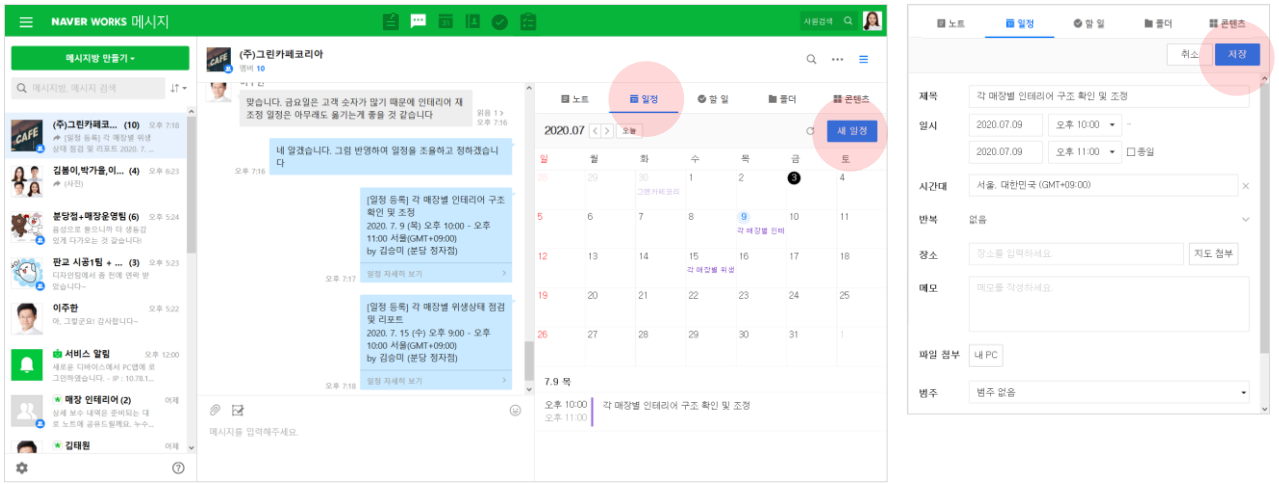 NAVER WORKS 메시지
사원검색
메시지방 만들기
메시지방, 메시지 검색
(주)그린카페코... (10) 오후 7:18
[일정 등록] 각 매장별 위생
상태 점검 및 리포트 2020. 7. ...
김봄이,박가을,이... (4) 오후 6:23
(사진)
분당점+매장운영팀 (6) 오후 5:24
음성으로 들으니까 더 생동감
있게 다가오는 것 같습니다!
판교 시공1팀 + ... (3) 오후 5:23
디자인팀에서 좀 전에 연락 받
았습니다~
이주한 오후 5:22
아, 그렇군요! 감사합니다~
서비스 알림 오후 12:00
새로운 디바이스에서 PC앱에 로
그인하였습니다. - IP : 10.78.1...
매장 인테리어 (2) 어제
상세 보수 내역은 준비되는 대
로 노트에 공유드릴께요. 누수...
김태원 어제
CAFE
(주)그린카페코리아
멤버 10
맞습니다. 금요일은 고객 숫자가 많기 때문에 인테리어 재
조정 일정은 아무래도 옮기는게 좋을 것 같습니다
읽음 1
오후 7:16
네 알겠습니다. 그럼 반영하여 일정을 조율하고 정하겠습니
다
오후 7:16
[일정 등록] 각 매장별 인테리어 구조
확인 및 조정
2020. 7. 9 (목) 오후 10:00 - 오후
11:00 서울(GMT+09:00)
by 김승미 (분당 정자점)
일정 자세히 보기
오후 7:17
[일정 등록] 각 매장별 위생상태 점검
및 리포트
2020. 7. 15 (수) 오후 9:00 - 오후
10:00 서울(GMT+09:00)
by 김승미 (분당 정자점)
일정 자세히 보기
오후 7:18
메시지를 입력해주세요.
노트 일정 할 일 폴더 콘텐츠
2020.07 오늘 새 일정
일 월 화 수 목 금 토
28 29 30 1 2 3 4
그린카페코리
5 6 7 8 9 10 11
각 매장별 인테
12 13 14 15 16 17 18
각 매장별 위생
19 20 21 22 23 24 25
26 27 28 29 30 31 1
7.9 목
오후 10:00 각 매장별 인테리어 구조 확인 및 조정
오후 11:00
노트 일정 할 일 폴더 콘텐츠
취소 저장
제목 각 매장별 인테리어 구조 확인 및 조정
일시 2020.07.09 오후 10:00 -
2020.07.09 오후 11:00 종일
시간대 서울, 대한민국 (GMT+09:00)
반복 없음
장소 장소를 입력하세요. 지도 첨부
메모 메모를 작성하세요.
파일 첨부 내 PC
범주 범주 없음